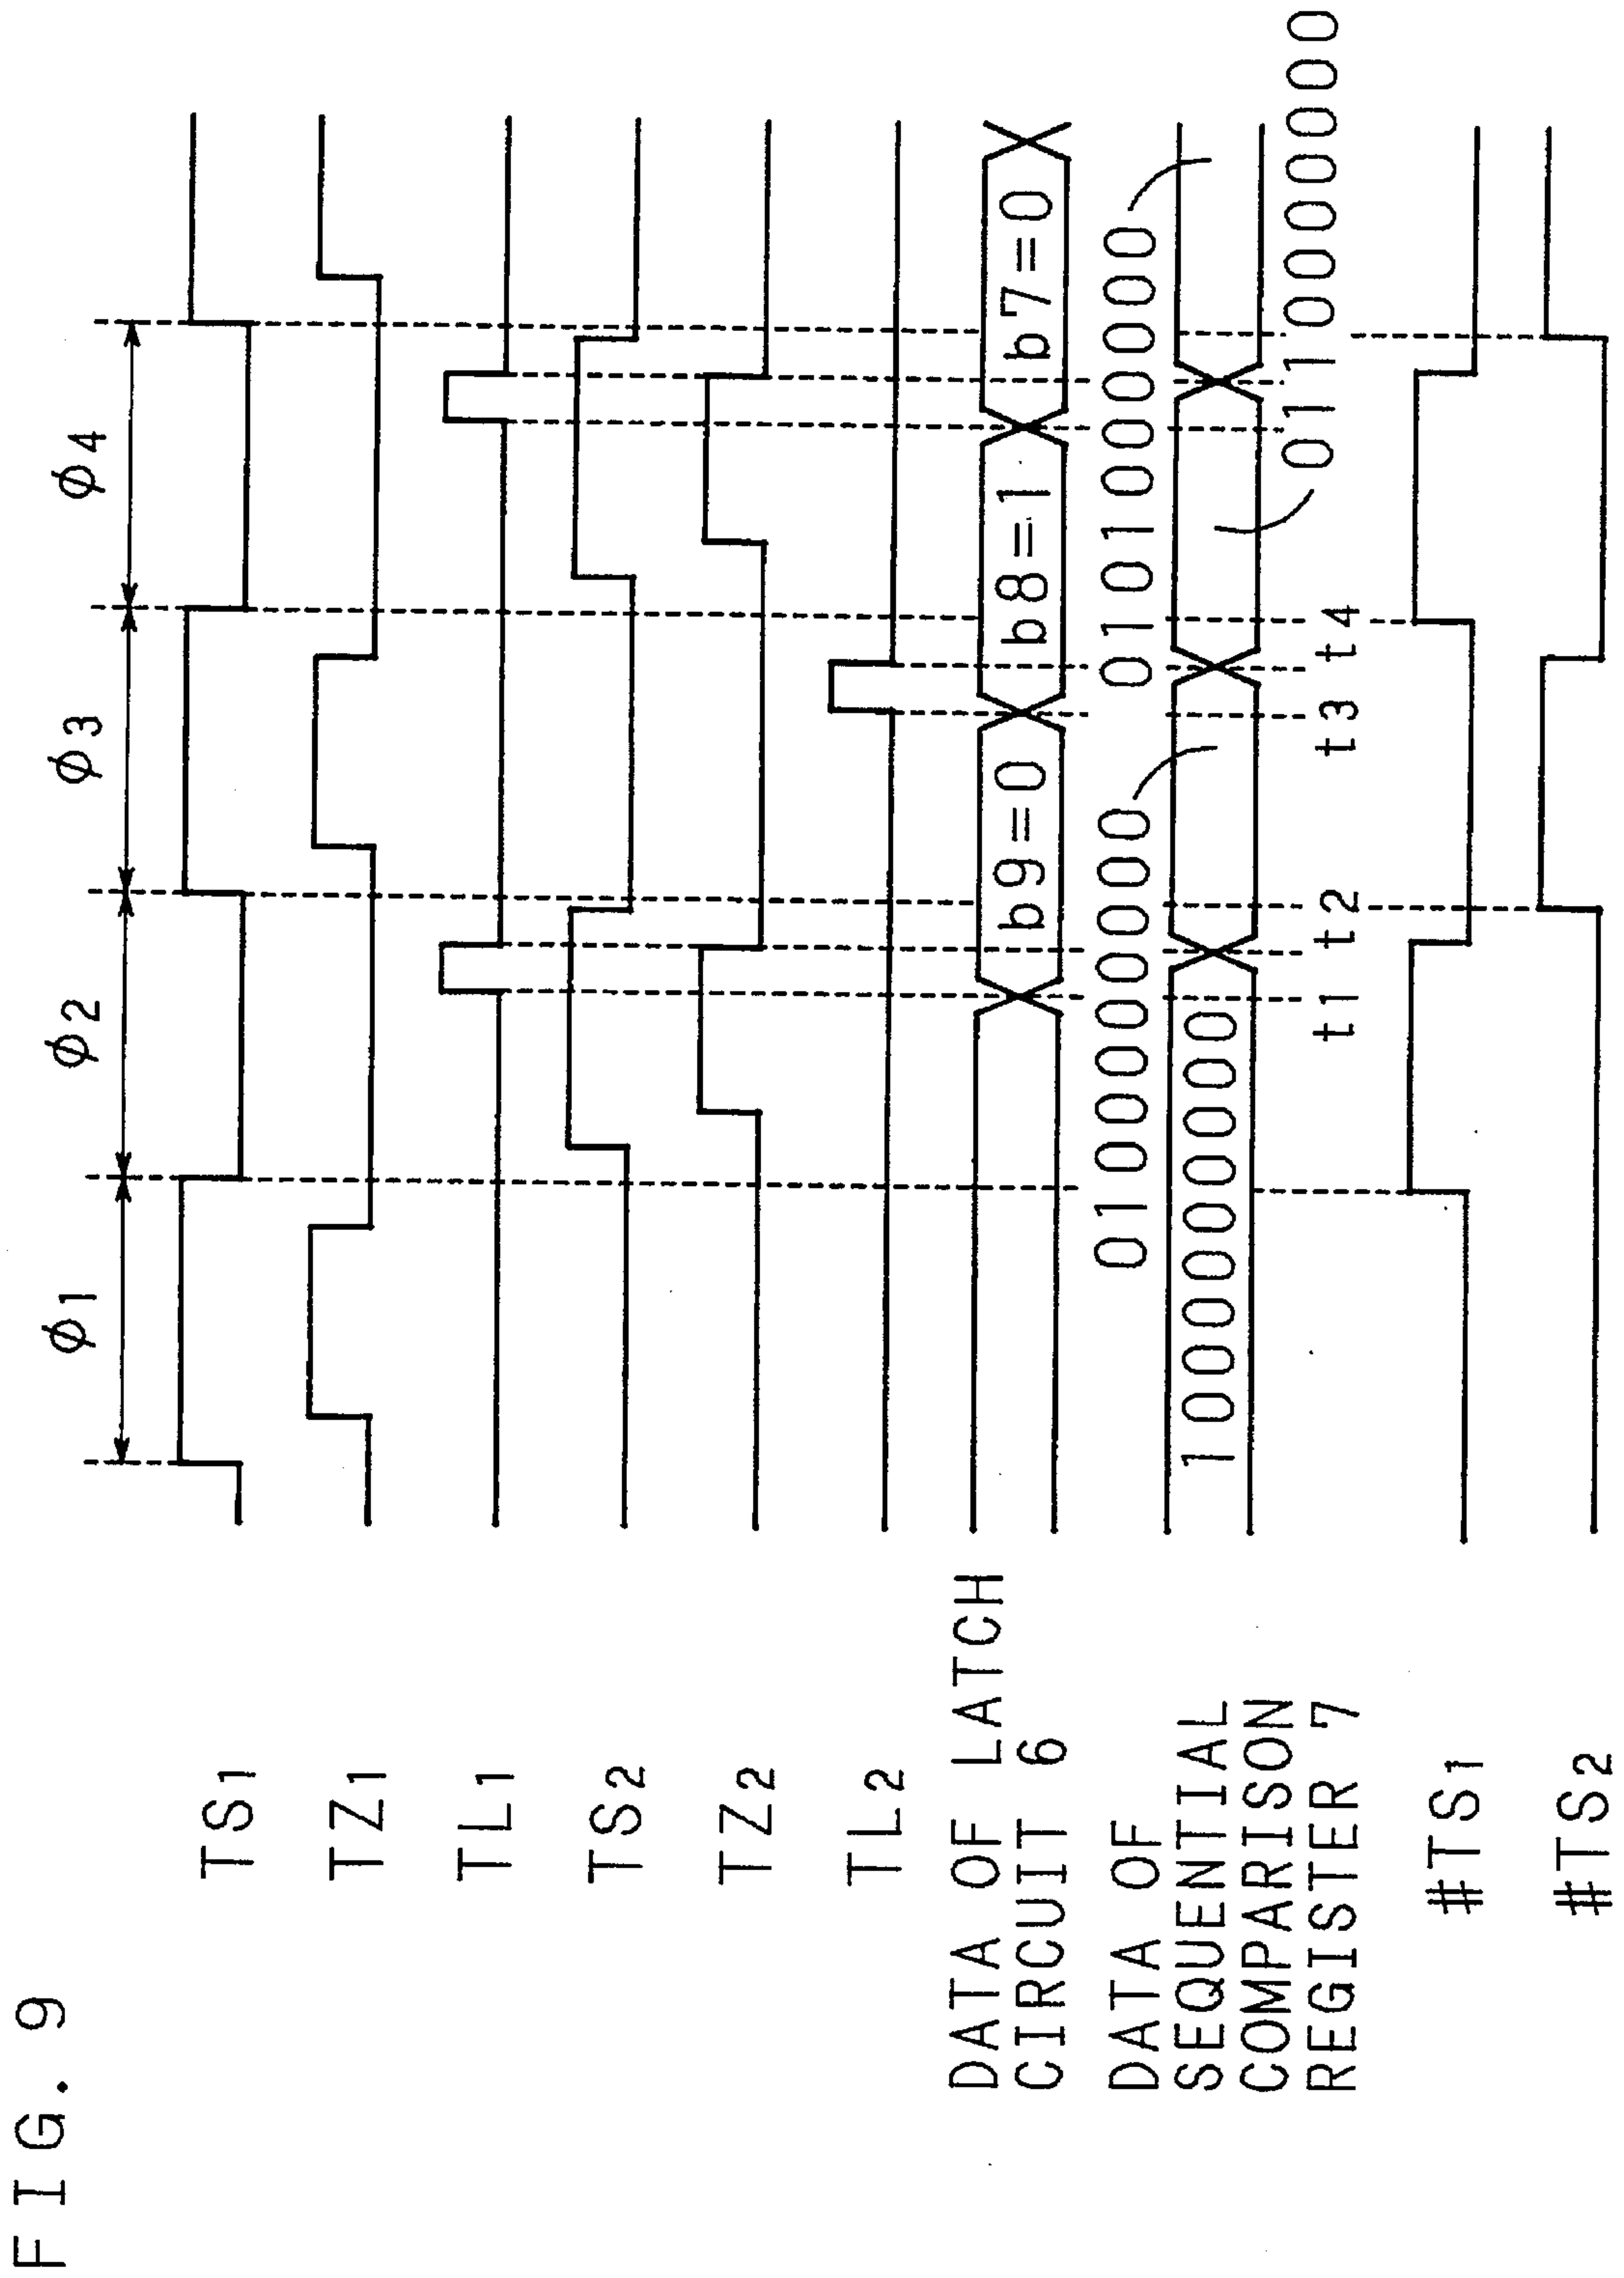 FIG. 9
ϕ1 ϕ2 ϕ3 ϕ4
TS1
TZ1
TL1
TS2
TZ2
TL2
DATA OF LATCH
CIRCUIT 6
b9=0 b8=1 b7=0
DATA OF
SEQUENTIAL
COMPARISON
REGISTER 7
0100000000 0101000000
1000000000
0110000000
t1 t2 t3 t4
#TS1
#TS2